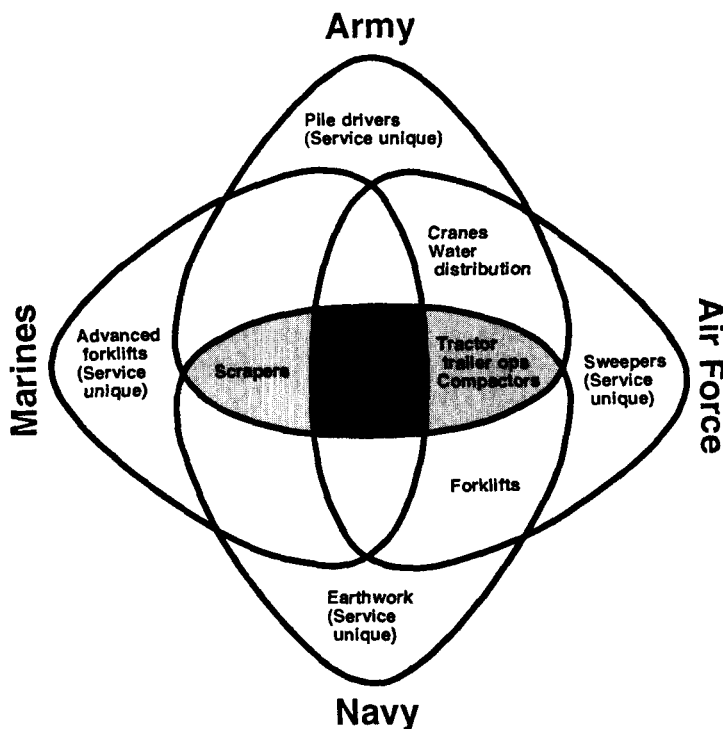 Army
Pile drivers
(Service unique)
Cranes
Water
distribution
Marines
Advanced
forklifts
(Service
unique)
Scrapers
Tractor
trailer ops
Compactors
Sweepers
(Service
unique)
Air Force
Forklifts
Earthwork
(Service
unique)
Navy